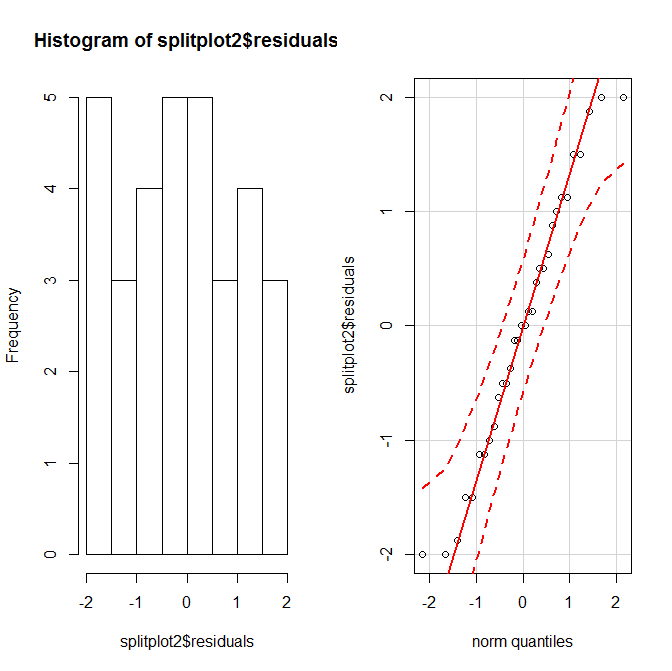 Histogram of splitplot2$residuals
Frequency
5
4
3
2
1
0
-2 -1 0 1 2
splitplot2$residuals
splitplot2$residuals
2
1
0
-1
-2
-2 -1 0 1 2
norm quantiles